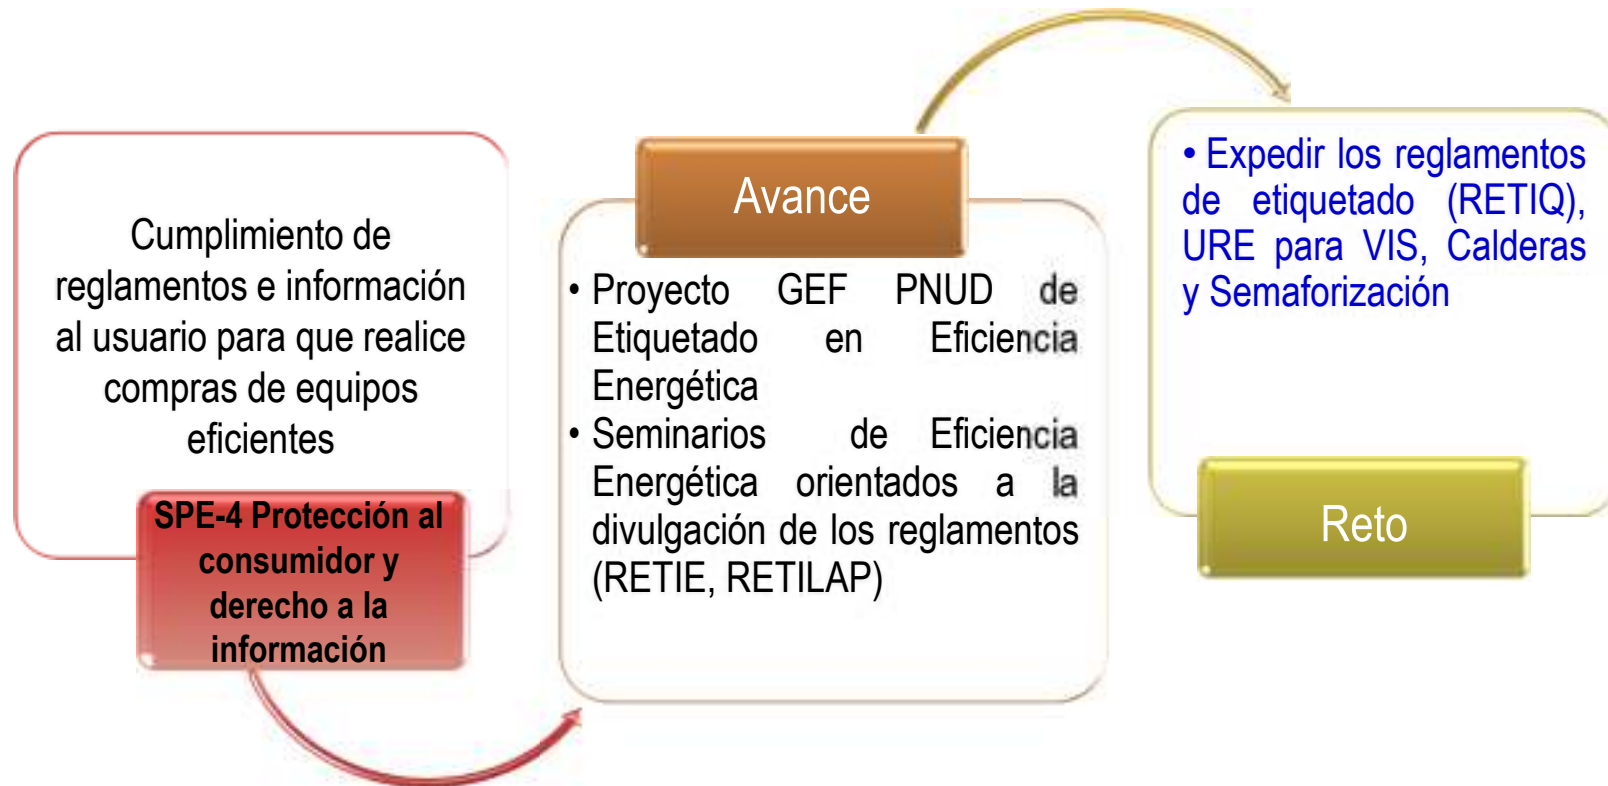 Cumplimiento de
reglamentos e información
al usuario para que realice
compras de equipos
eficientes
SPE-4 Protección al
consumidor y
derecho a la
información
Avance
• Proyecto GEF PNUD de
Etiquetado en Eficiencia
Energética
• Seminarios de Eficiencia
Energética orientados a la
divulgación de los reglamentos
(RETIE, RETILAP)
• Expedir los reglamentos
de etiquetado (RETIQ),
URE para VIS, Calderas
y Semaforización
Reto